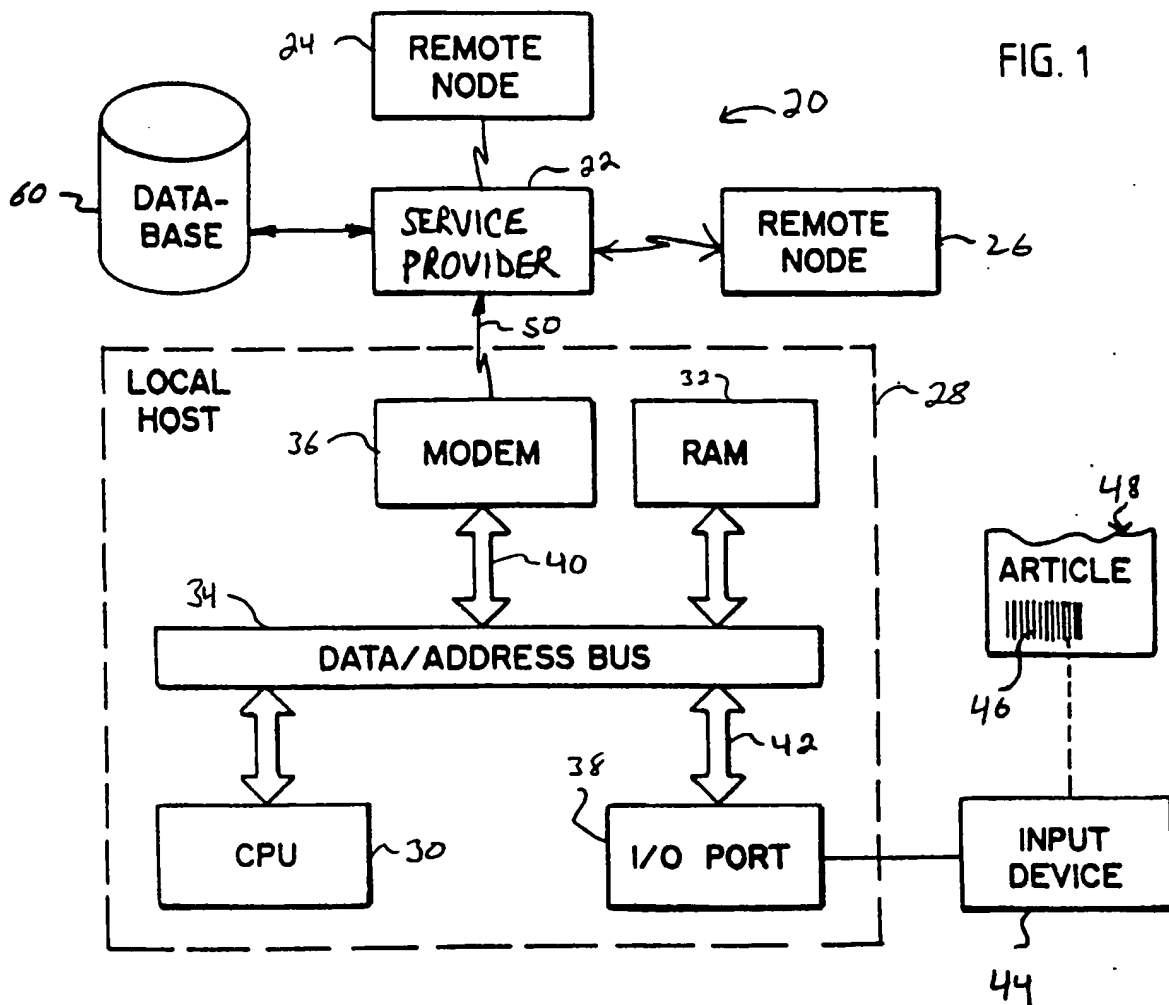 24
REMOTE
NODE
FIG. 1
20
60
DATA-
BASE
22
SERVICE
PROVIDER
REMOTE
NODE
26
50
LOCAL
HOST
28
36
MODEM
32
RAM
48
ARTICLE
40
34
DATA/ADDRESS BUS
46
42
38
CPU
30
I/O PORT
INPUT
DEVICE
44